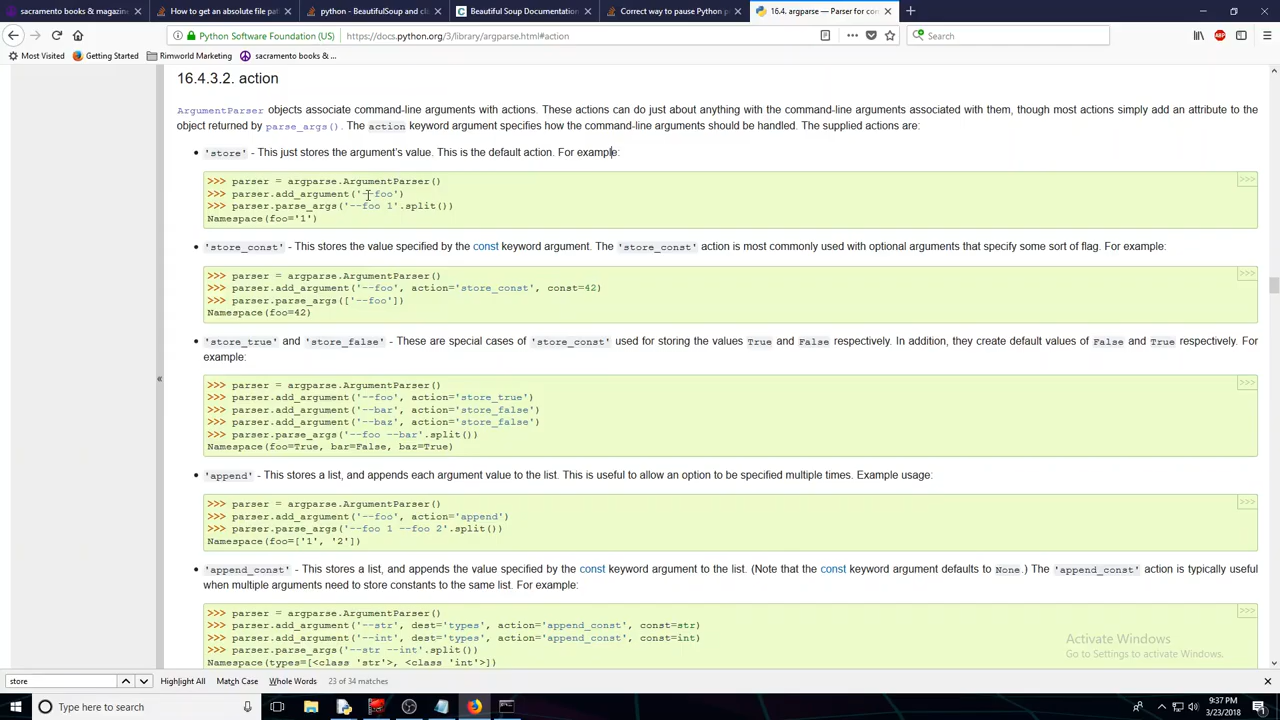 sacramento books & magazin
How to get an absolute file pat
python - BeautifulSoup and cl
Beautiful Soup Documentation
Correct way to pause Python p
16.4. argparse — Parser for con
Python Software Foundation (US)
https://docs.python.org/3/library/argparse.html#action
Search
Most Visited
Getting Started
Rimworld Marketing
sacramento books & ...
16.4.3.2. action
ArgumentParser objects associate command-line arguments with actions. These actions can do just about anything with the command-line arguments associated with them, though most actions simply add an attribute to the
object returned by parse_args(). The action keyword argument specifies how the command-line arguments should be handled. The supplied actions are:
• 'store' - This just stores the argument's value. This is the default action. For example:
>>>
>>> parser = argparse.ArgumentParser()
>>> parser.add_argument('--foo')
>>> parser.parse_args('--foo 1'.split())
Namespace(foo='1')
• 'store_const' - This stores the value specified by the const keyword argument. The 'store_const' action is most commonly used with optional arguments that specify some sort of flag. For example:
>>>
>>> parser = argparse.ArgumentParser()
>>> parser.add_argument('--foo', action='store_const', const=42)
>>> parser.parse_args(['--foo'])
Namespace(foo=42)
• 'store_true' and 'store_false' - These are special cases of 'store_const' used for storing the values True and False respectively. In addition, they create default values of False and True respectively. For
example:
>>>
>>> parser = argparse.ArgumentParser()
>>> parser.add_argument('--foo', action='store_true')
>>> parser.add_argument('--bar', action='store_false')
>>> parser.add_argument('--baz', action='store_false')
>>> parser.parse_args('--foo --bar'.split())
Namespace(foo=True, bar=False, baz=True)
• 'append' - This stores a list, and appends each argument value to the list. This is useful to allow an option to be specified multiple times. Example usage:
>>>
>>> parser = argparse.ArgumentParser()
>>> parser.add_argument('--foo', action='append')
>>> parser.parse_args('--foo 1 --foo 2'.split())
Namespace(foo=['1', '2'])
• 'append_const' - This stores a list, and appends the value specified by the const keyword argument to the list. (Note that the const keyword argument defaults to None.) The 'append_const' action is typically useful
when multiple arguments need to store constants to the same list. For example:
>>>
>>> parser = argparse.ArgumentParser()
>>> parser.add_argument('--str', dest='types', action='append_const', const=str)
>>> parser.add_argument('--int', dest='types', action='append_const', const=int)
>>> parser.parse_args('--str --int'.split())
Namespace(types=[<class 'str'>, <class 'int'>])
Activate Windows
Go to Settings to activate Windows.
store
Highlight All
Match Case
Whole Words
23 of 34 matches
Type here to search
9:37 PM
3/23/2018